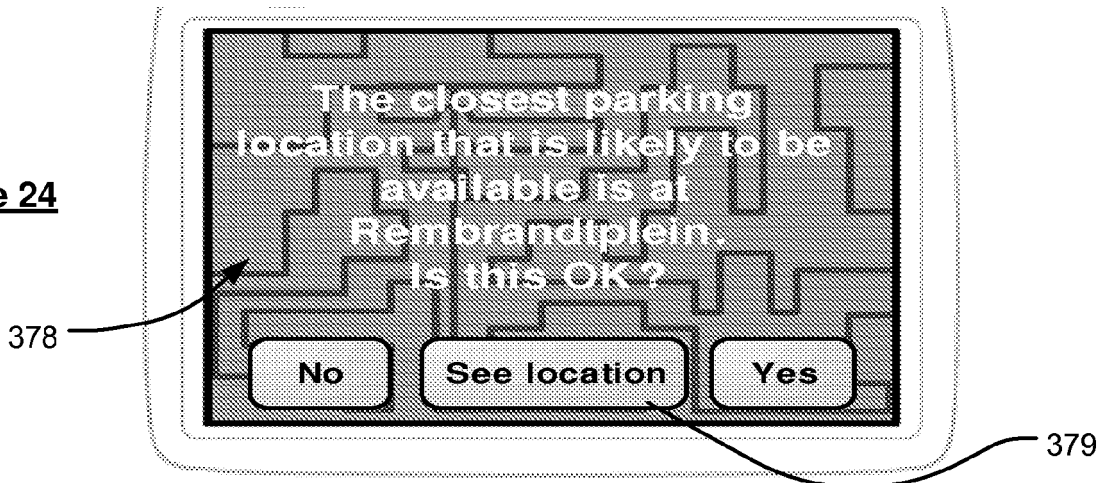 The closest parking
location that is likely to be
available is at
Rembrandtplein.
Is this OK?
e 24
378
No
See location
Yes
379